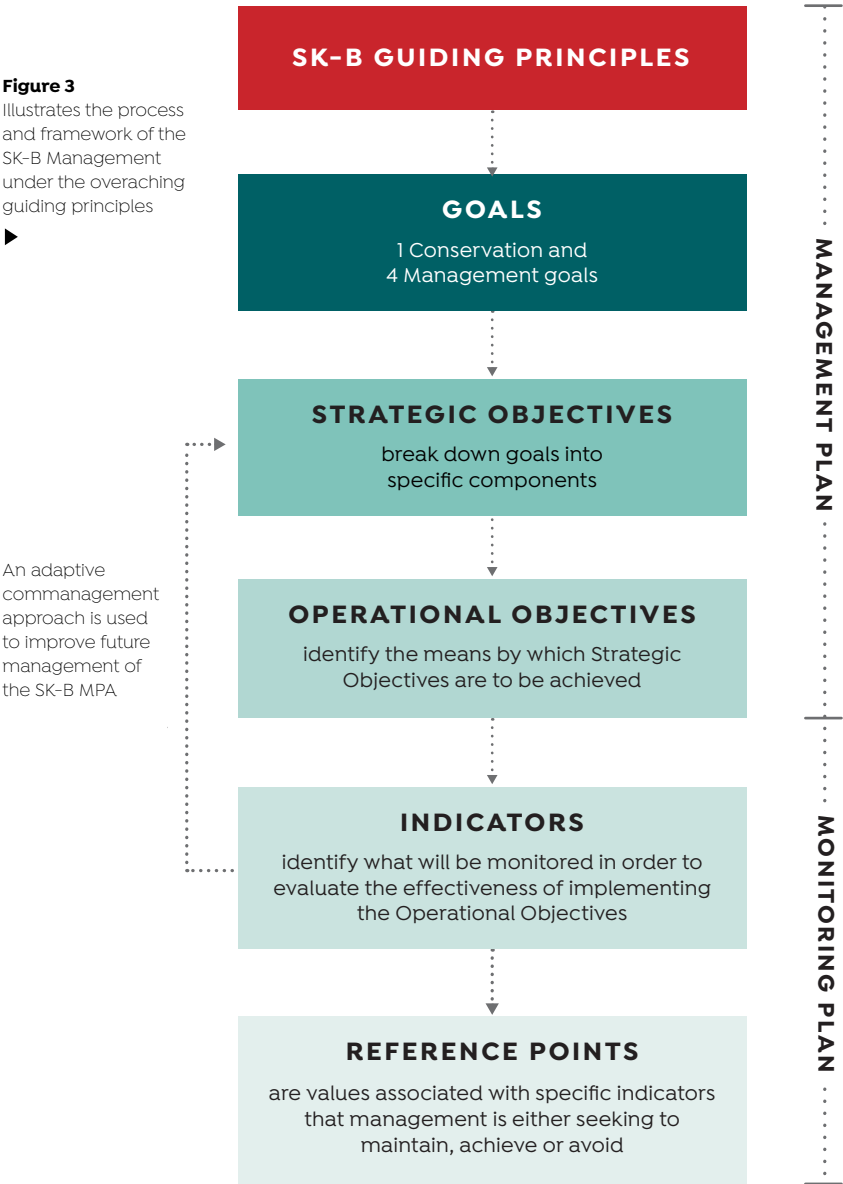 SK-B GUIDING PRINCIPLES
Figure 3
Illustrates the process
and framework of the
SK-B Management
under the overaching
guiding principles
GOALS
1 Conservation and
4 Management goals
STRATEGIC OBJECTIVES
break down goals into
specific components
An adaptive
commanagement
approach is used
to improve future
management of
the SK-B MPA
OPERATIONAL OBJECTIVES
identify the means by which Strategic
Objectives are to be achieved
INDICATORS
identify what will be monitored in order to
evaluate the effectiveness of implementing
the Operational Objectives
REFERENCE POINTS
are values associated with specific indicators
that management is either seeking to
maintain, achieve or avoid
MANAGEMENT PLAN
MONITORING PLAN